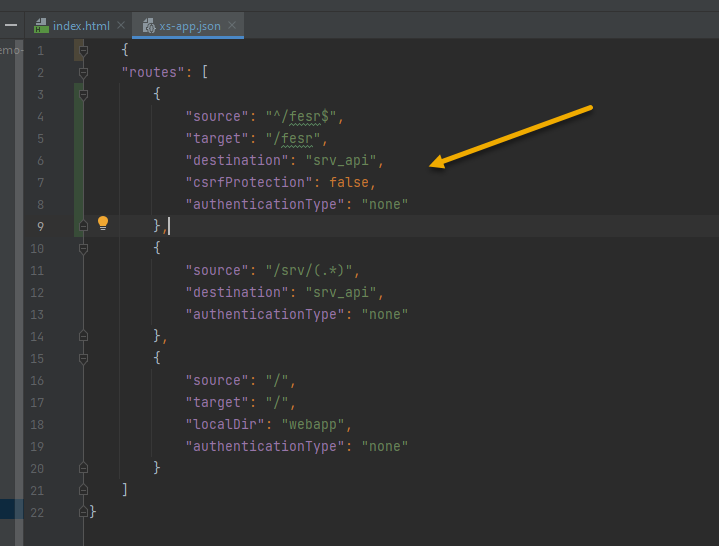 index.html xs-app.json
emo-
1 {
2 "routes": [
3 {
4 "source": "^/fesr$",
5 "target": "/fesr",
6 "destination": "srv_api",
7 "csrfProtection": false,
8 "authenticationType": "none"
9 },
10 {
11 "source": "/srv/(.*)",
12 "destination": "srv_api",
13 "authenticationType": "none"
14 },
15 {
16 "source": "/",
17 "target": "/",
18 "localDir": "webapp",
19 "authenticationType": "none"
20 }
21 ]
22 }